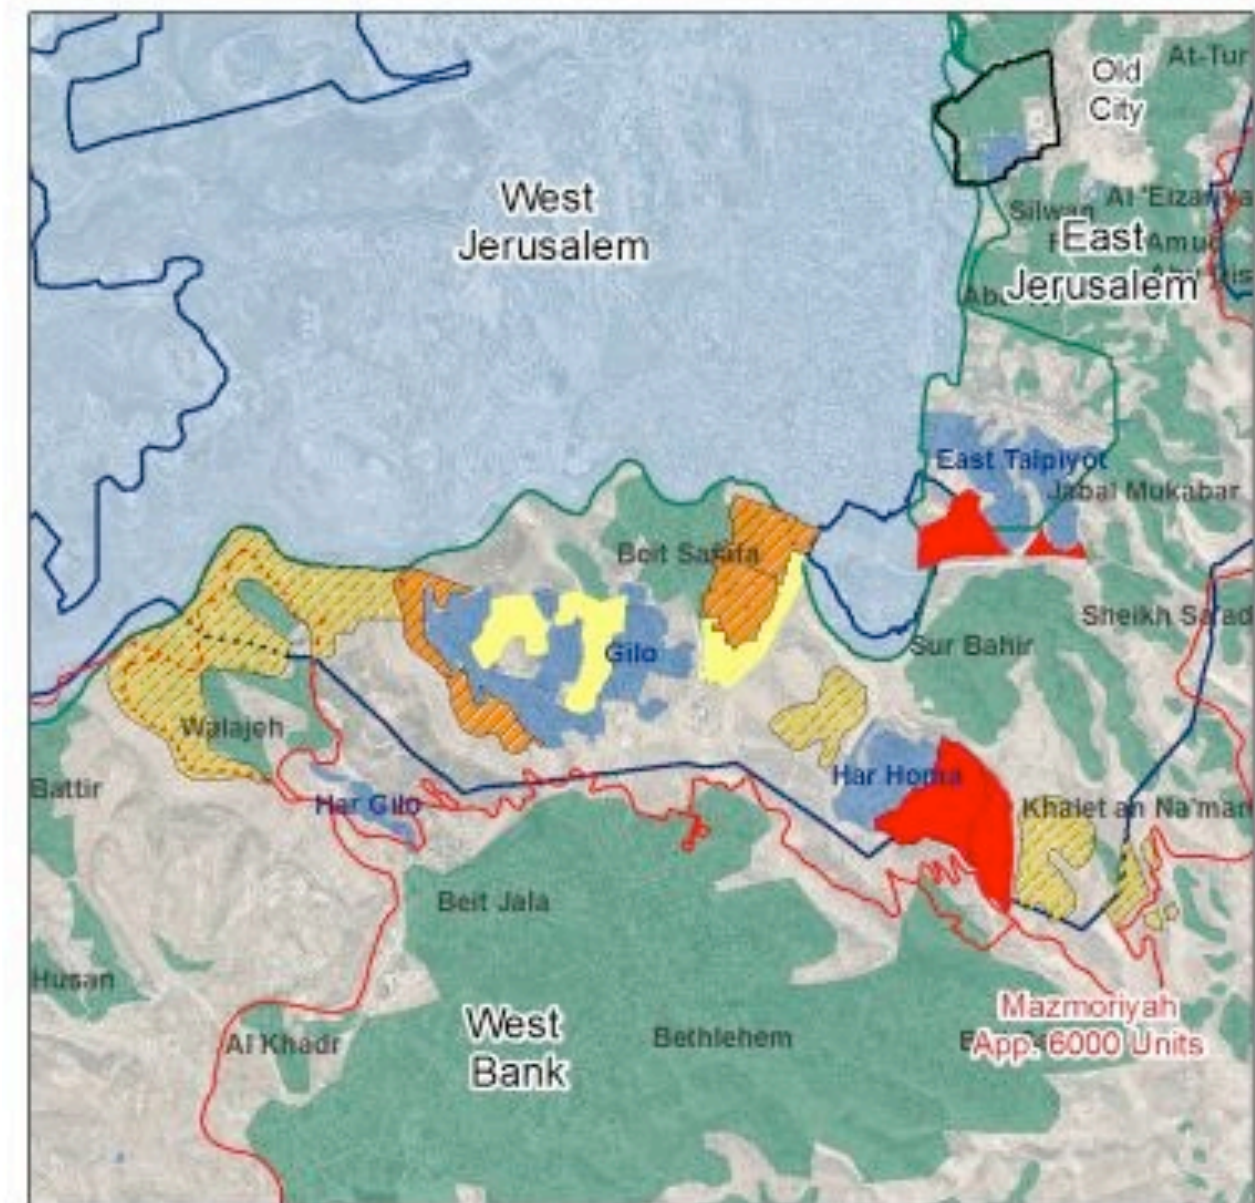 At-Tur
Old
City
West
Jerusalem
Silwan
East
Jerusalem
East Talpiyot
Jabal Mukabar
Beit Safafa
Sheikh Sa'ad
Gilo
Sur Bahir
Walajeh
Battir
Har Gilo
Har Homa
Khalet an Na'man
Beit Jala
Husan
Mazmoriyah
App. 6000 Units
West
Bank
Al Khadr
Bethlehem